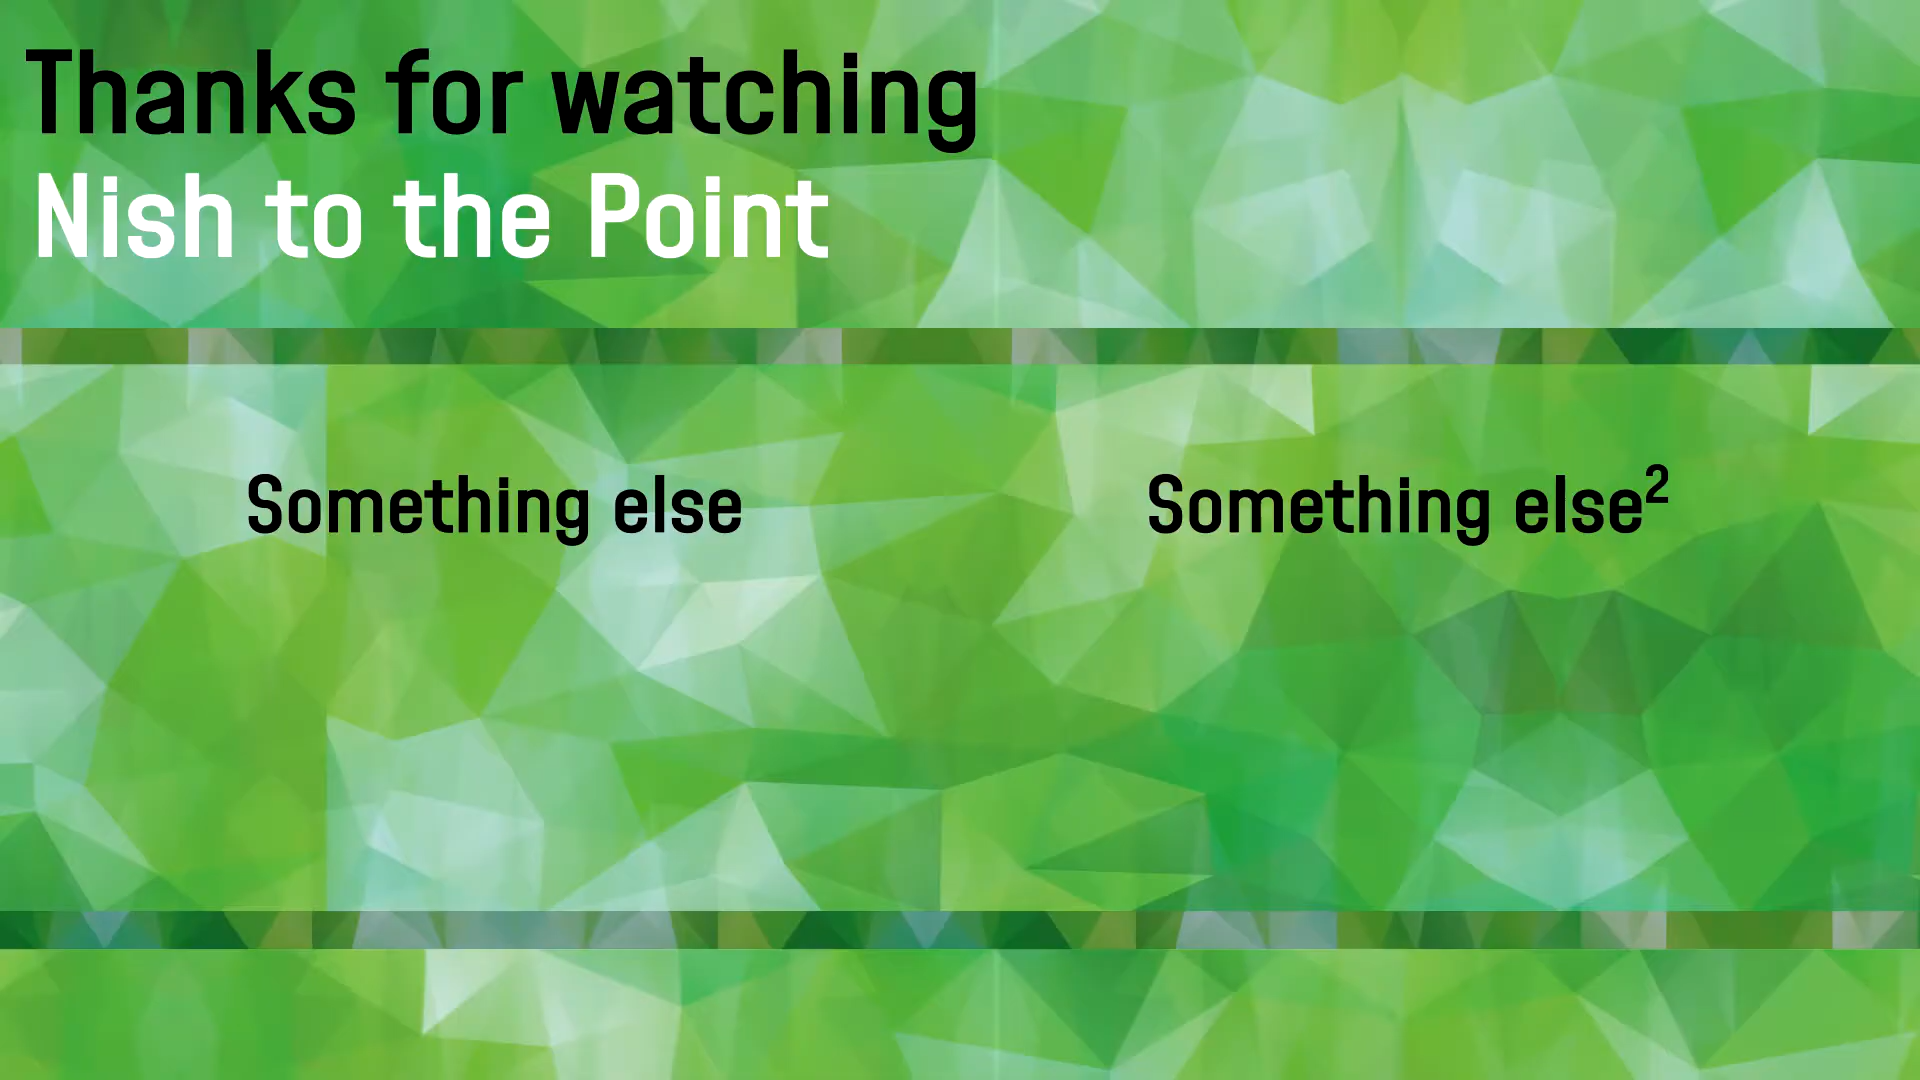 Thanks for watching
Nish to the Point
Something else
Something else²